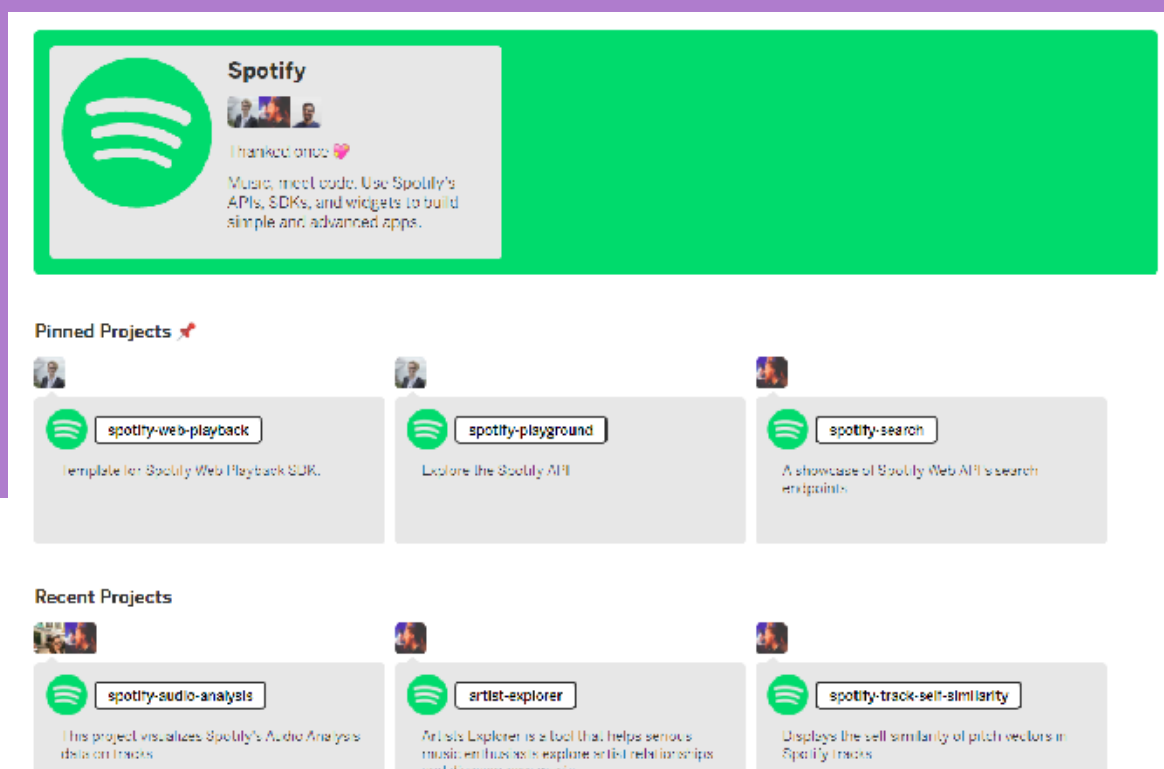 Spotify
Thanked once
Music, meet code. Use Spotify's
APIs, SDKs, and widgets to build
simple and advanced apps.
Pinned Projects
spotify-web-playback
spotify-playground
spotify-search
Template for Spotify Web Playback SDK.
Explore the Spotify API
A showcase of Spotify Web API's search
endpoints
Recent Projects
spotify-audio-analysis
artist-explorer
spotify-track-self-similarity
This project visualizes Spotify's Audio Analysis
data on tracks
Artists Explorer is a tool that helps serious
music enthusiasts explore artist relationships
Displays the self similarity of pitch vectors in
Spotify tracks